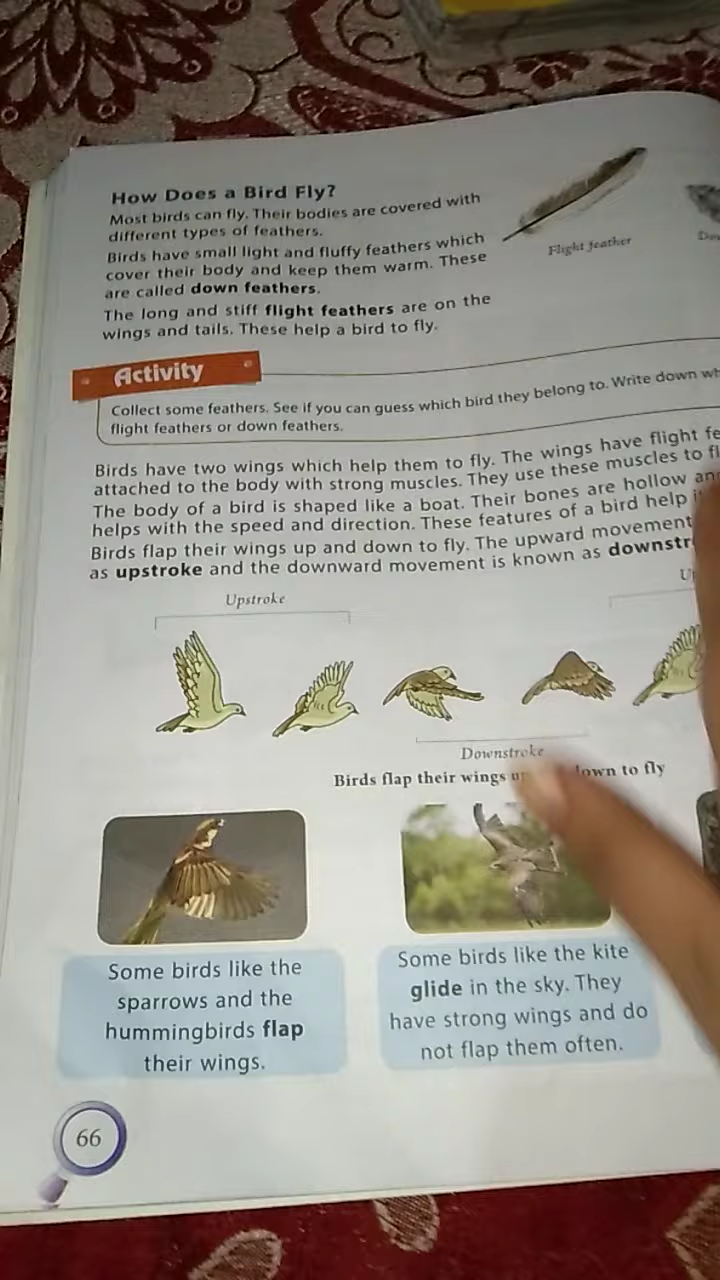 How Does a Bird Fly?
Most birds can fly. Their bodies are covered with
different types of feathers.
Birds have small light and fluffy feathers which
cover their body and keep them warm. These
are called down feathers.
The long and stiff flight feathers are on the
wings and tails. These help a bird to fly.
Flight feather
Activity
Collect some feathers. See if you can guess which bird they belong to. Write down
flight feathers or down feathers.
Birds have two wings which help them to fly. The wings have flight
attached to the body with strong muscles. They use these muscles to
The body of a bird is shaped like a boat. Their bones are hollow
helps with the speed and direction. These features of a bird help
Birds flap their wings up and down to fly. The upward movement
as upstroke and the downward movement is known as
Upstroke
Downstroke
Birds flap their wings down to fly
Some birds like the
sparrows and the
hummingbirds flap
their wings.
Some birds like the kite
glide in the sky. They
have strong wings and do
not flap them often.
66